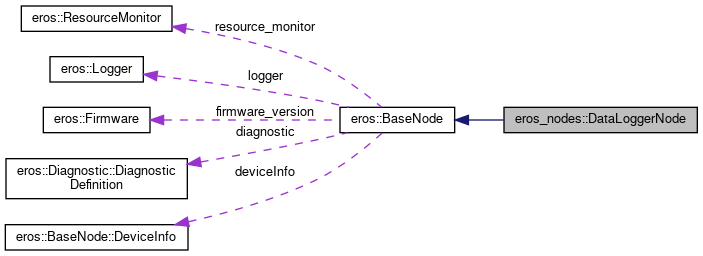 eros::ResourceMonitor
resource_monitor
eros::Logger
logger
eros::Firmware
firmware_version
eros::BaseNode
eros_nodes::DataLoggerNode
diagnostic
eros::Diagnostic::Diagnostic
Definition
deviceInfo
eros::BaseNode::DeviceInfo